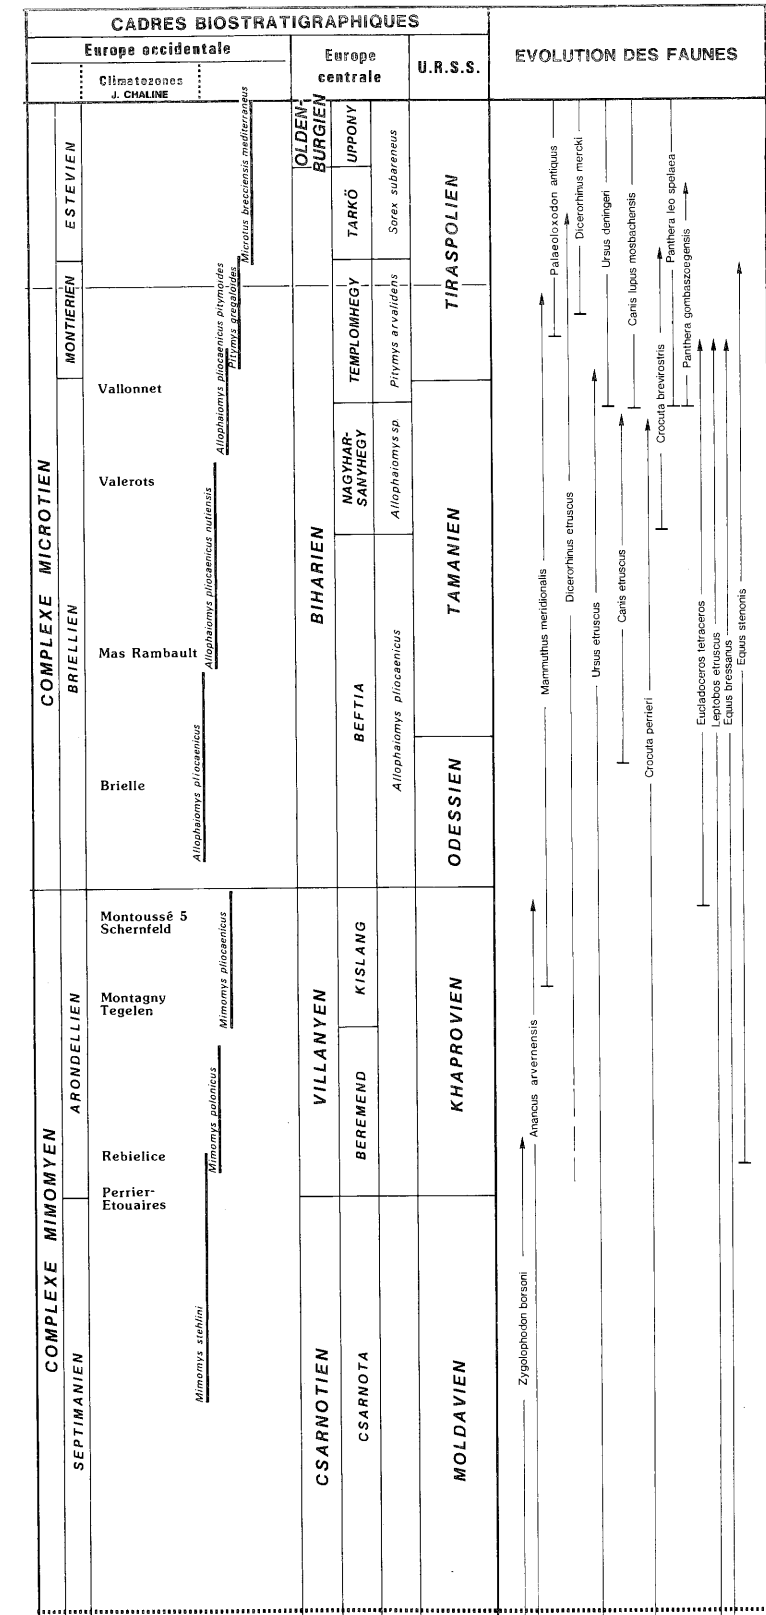 CADRES BIOSTRATIGRAPHIQUES
Europe occidentale
Climatozones
J. CHALINE
Europe
centrale
U.R.S.S.
EVOLUTION DES FAUNES
COMPLEXE MICROTIEN
COMPLEXE MIMOMYEN
ESTEVIEN
MONTIERIEN
BRIELLIEN
ARONDELLIEN
SEPTIMANIEN
Vallonnet
Valerots
Mas Rambault
Brielle
Montoussé 5
Schernfeld
Montagny
Tegelen
Rebielice
Perrier-
Etouaires
Microtus brecciensis mediterraneus
Pitymys gregaloides
Allophaiomys pliocaenicus pitymoides
Allophaiomys pliocaenicus nutiensis
Allophaiomys pliocaenicus
Mimomys pliocaenicus
Mimomys polonicus
Mimomys stehlini
OLDEN-
BURGIEN
BIHARIEN
VILLANYEN
CSARNOTIEN
UPPONY
TARKÖ
TEMPLOMHEGY
NAGYHAR-
SANYHEGY
BEFTIA
KISLANG
BEREMEND
CSARNOTA
Sorex subareneus
Pitymys arvalidens
Allophaiomys sp.
Allophaiomys pliocaenicus
TIRASPOLIEN
TAMANIEN
ODESSIEN
KHAPROVIEN
MOLDAVIEN
Zygolophodon borsoni
Anancus arvernensis
Mammuthus meridionalis
Palaeoloxodon antiquus
Dicerorhinus etruscus
Dicerorhinus mercki
Ursus etruscus
Ursus deningeri
Canis etruscus
Canis lupus mosbachensis
Crocuta perrieri
Crocuta brevirostris
Panthera leo spelaea
Panthera gombaszoegensis
Eucladoceros tetraceros
Leptobos etruscus
Equus bressanus
Equus stenonis